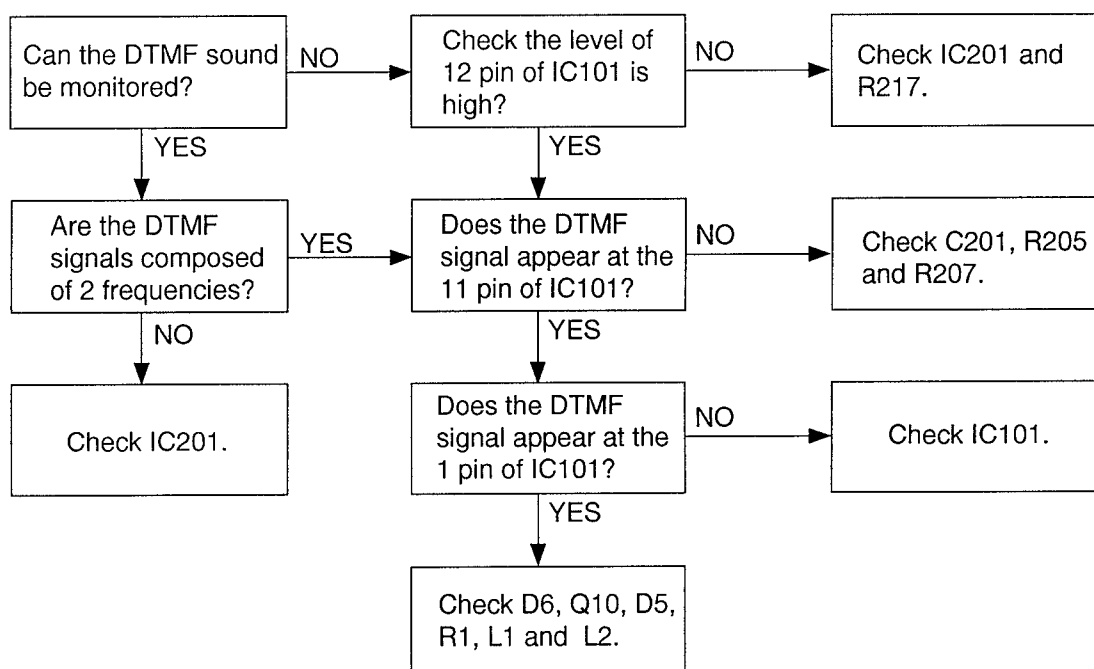 Can the DTMF sound
be monitored?
NO
Check the level of
12 pin of IC101 is
high?
NO
Check IC201 and
R217.
YES
YES
Are the DTMF
signals composed
of 2 frequencies?
YES
Does the DTMF
signal appear at the
11 pin of IC101?
NO
Check C201, R205
and R207.
NO
YES
Check IC201.
Does the DTMF
signal appear at the
1 pin of IC101?
NO
Check IC101.
YES
Check D6, Q10, D5,
R1, L1 and L2.